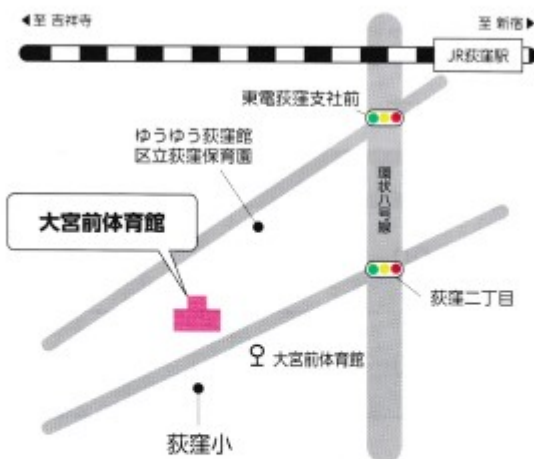 ◀至 吉祥寺
至 新宿▶
JR荻窪駅
東電荻窪支社前
ゆうゆう荻窪館
区立荻窪保育園
環状八号線
大宮前体育館
荻窪二丁目
大宮前体育館
荻窪小